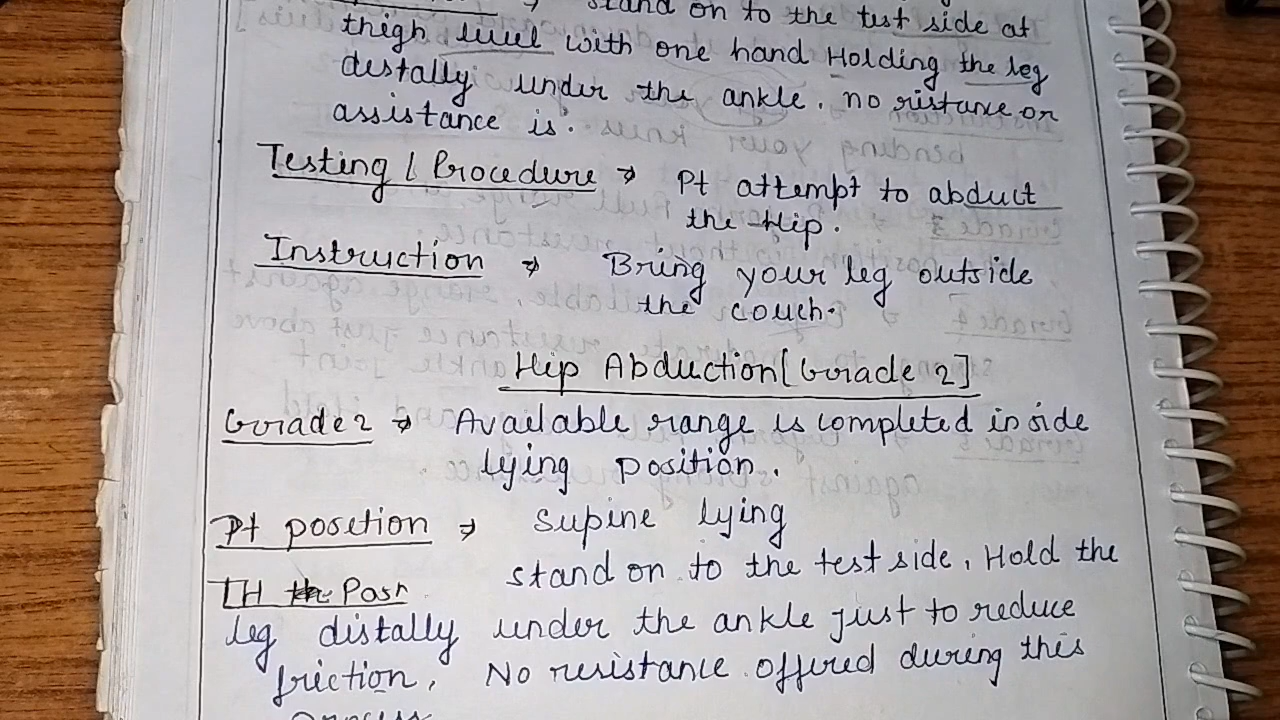 → stand on to the test side at
thigh level with one hand Holding the leg
distally under the ankle. no ristance or
assistance is.
Testing / Procedure → Pt attempt to abduct
the Hip.
Instruction → Bring your leg outside
the couch.
Hip Abduction [Grade 2]
Grade 2 → Available range is completed in side
lying position.
Pt position → Supine lying
TH Posn stand on to the test side, Hold the
leg distally under the ankle just to reduce
friction, No resistance offered during this
process